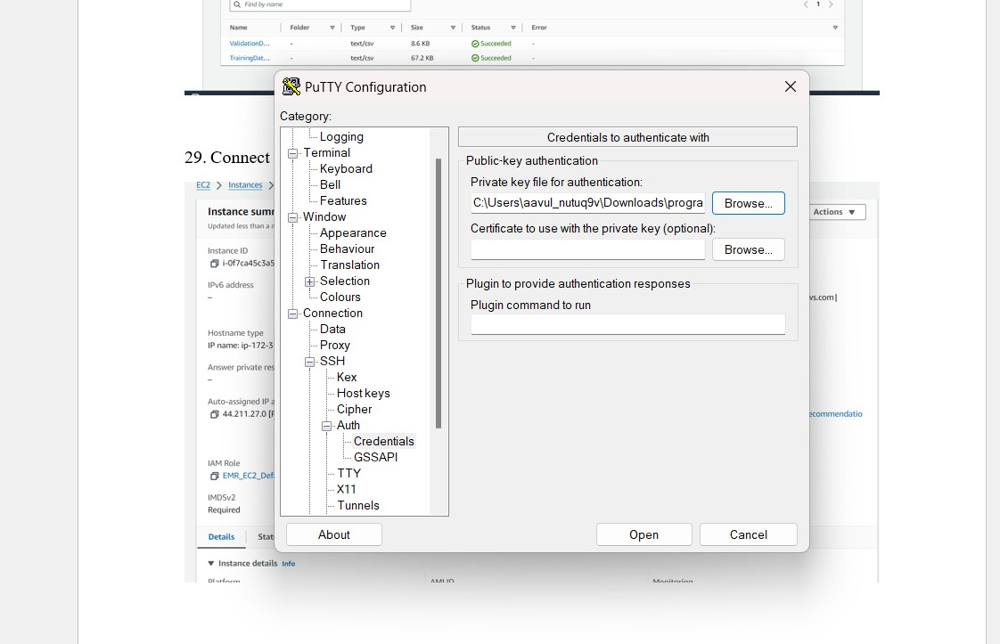 Find by name
1
Name Folder Type Size Status Error
ValidationD... - text/csv 8.6 KB Succeeded -
TrainingDat... - text/csv 67.2 KB Succeeded -
29. Connect
EC2 Instances
Instance summ
Updated less than a
Actions
Instance ID
i-0f7ca45c3a5
IPv6 address
–
ws.com |
Hostname type
IP name: ip-172-3
Answer private res
–
Auto-assigned IP a
44.211.27.0 [P
ecommendatio
IAM Role
EMR_EC2_Defa
IMDSv2
Required
Details Stat
Instance details Info
Platform AMI ID Monitoring
PuTTY Configuration
Category:
Logging
Terminal
Keyboard
Bell
Features
Window
Appearance
Behaviour
Translation
Selection
Colours
Connection
Data
Proxy
SSH
Kex
Host keys
Cipher
Auth
Credentials
GSSAPI
TTY
X11
Tunnels
Credentials to authenticate with
Public-key authentication
Private key file for authentication:
C:\Users\aavul_nutuq9v\Downloads\progra Browse...
Certificate to use with the private key (optional):
Browse...
Plugin to provide authentication responses
Plugin command to run
About Open Cancel